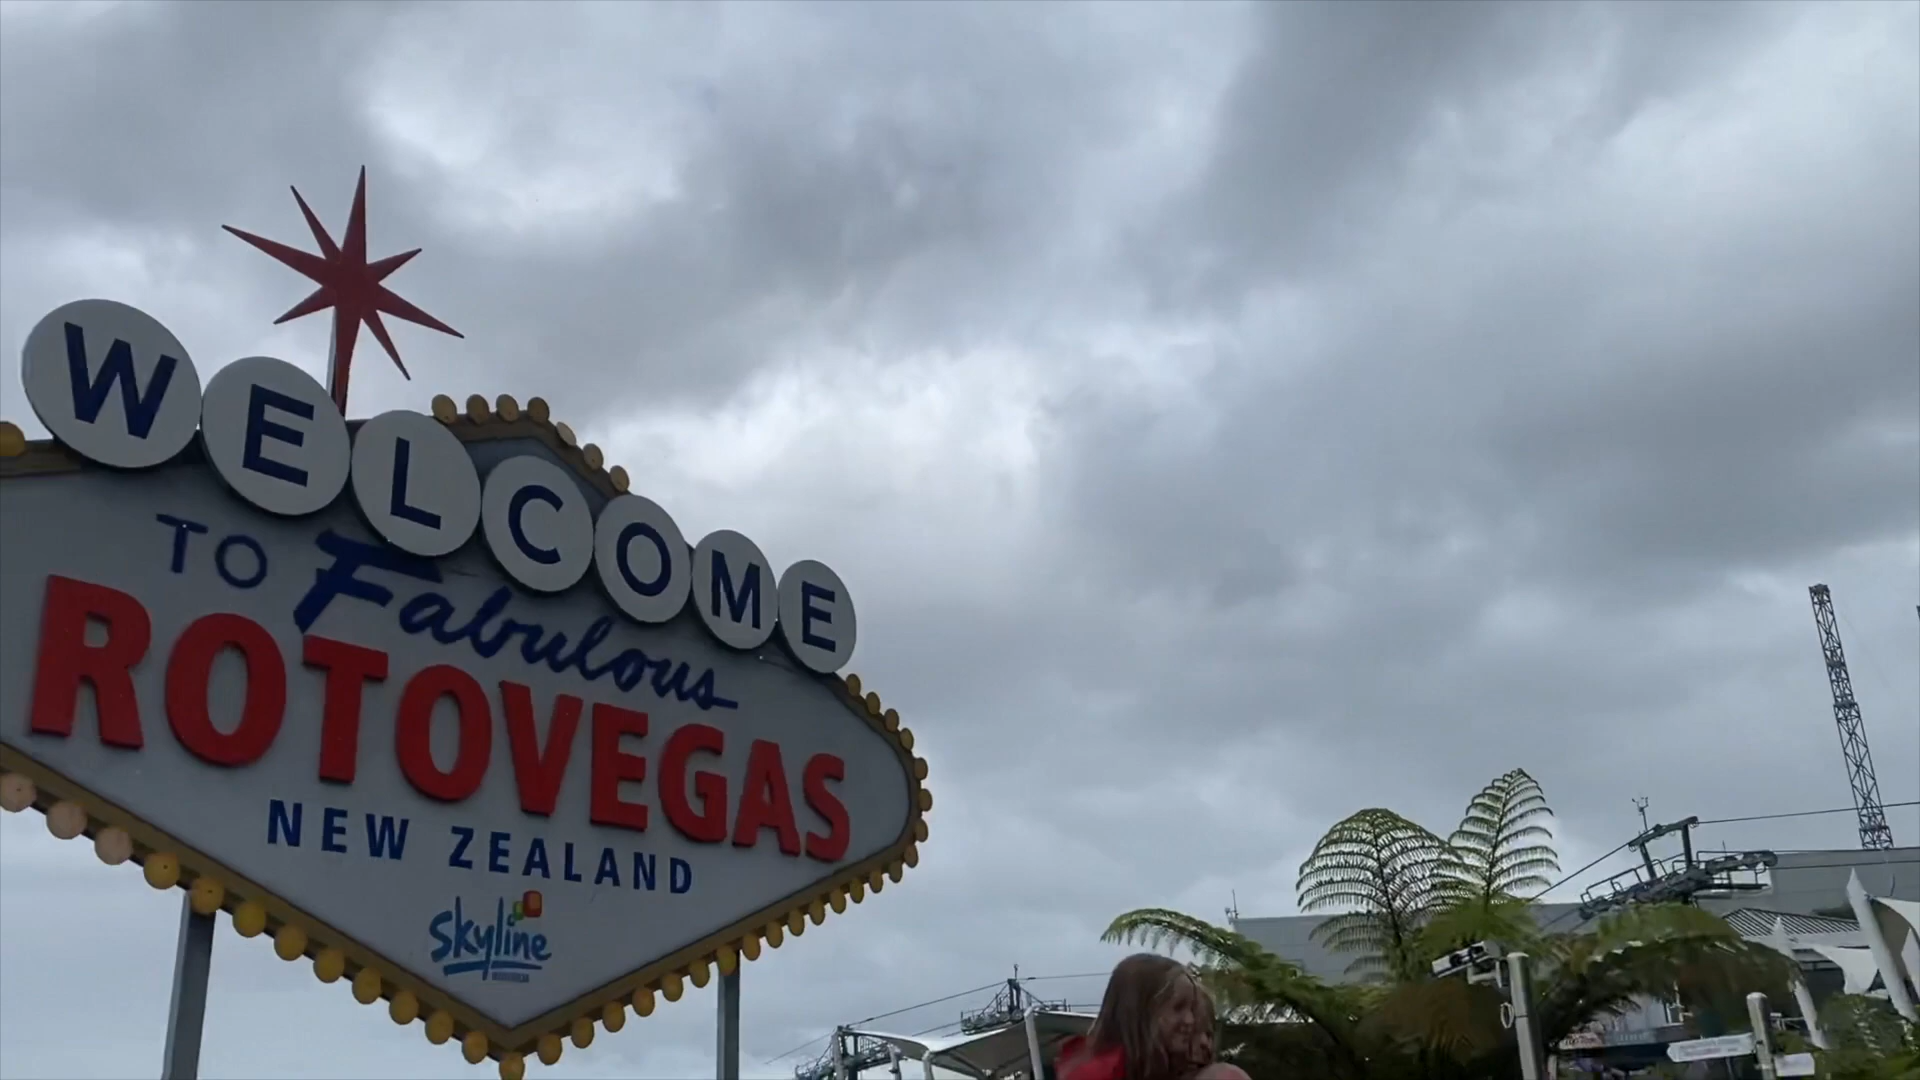 WELCOME
TO Fabulous
ROTOVEGAS
NEW ZEALAND
skyline